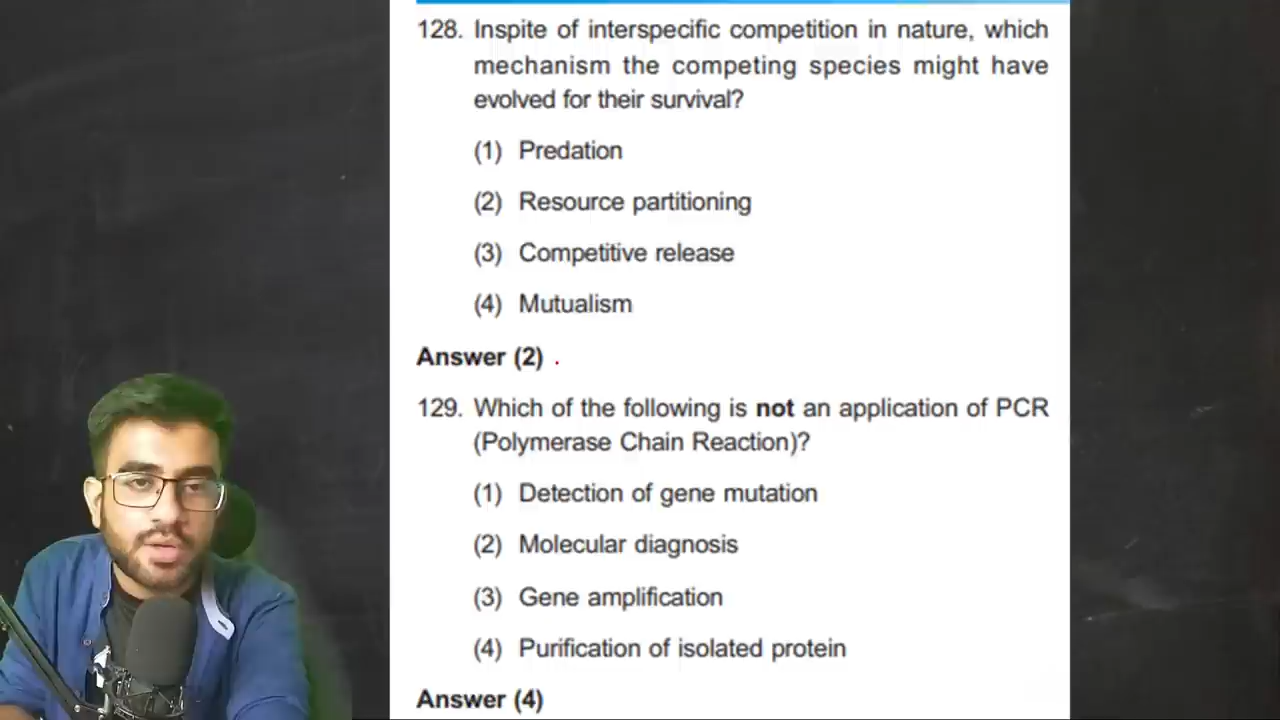 128. Inspite of interspecific competition in nature, which
mechanism the competing species might have
evolved for their survival?
(1) Predation
(2) Resource partitioning
(3) Competitive release
(4) Mutualism
Answer (2)
129. Which of the following is not an application of PCR
(Polymerase Chain Reaction)?
(1) Detection of gene mutation
(2) Molecular diagnosis
(3) Gene amplification
(4) Purification of isolated protein
Answer (4)